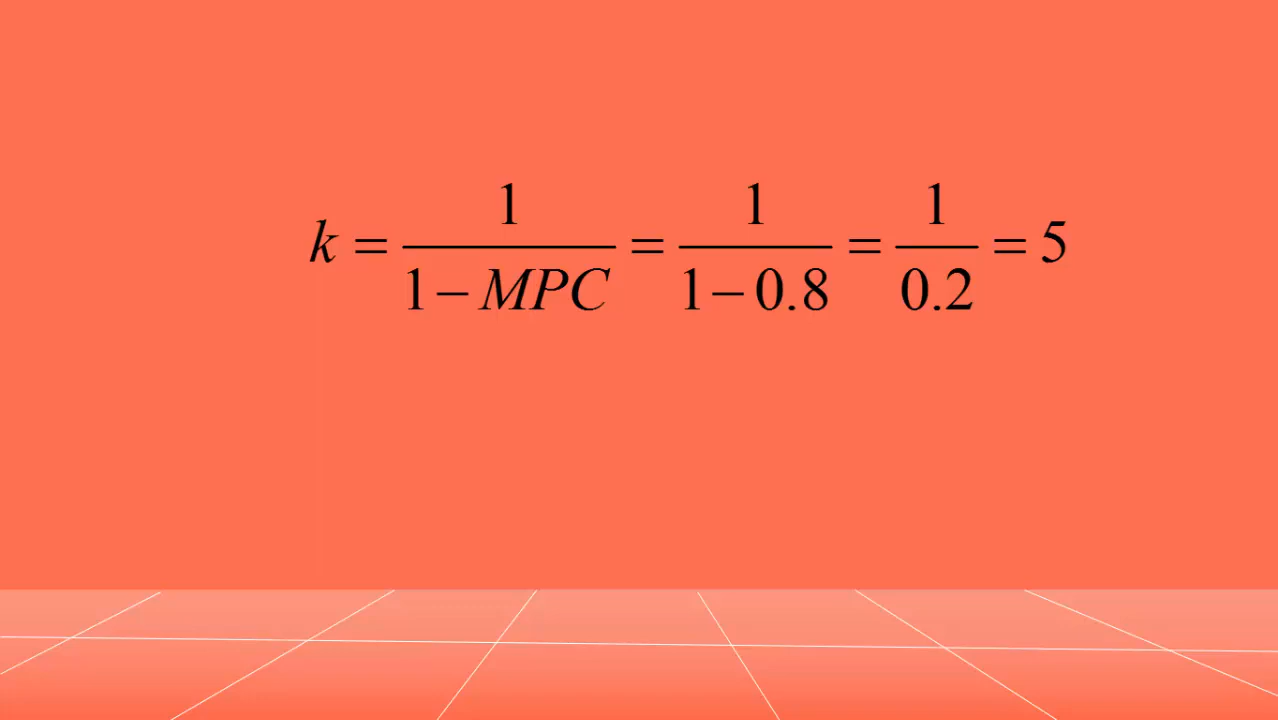 k = 1/(1 − MPC) = 1/(1 − 0.8) = 1/0.2 = 5